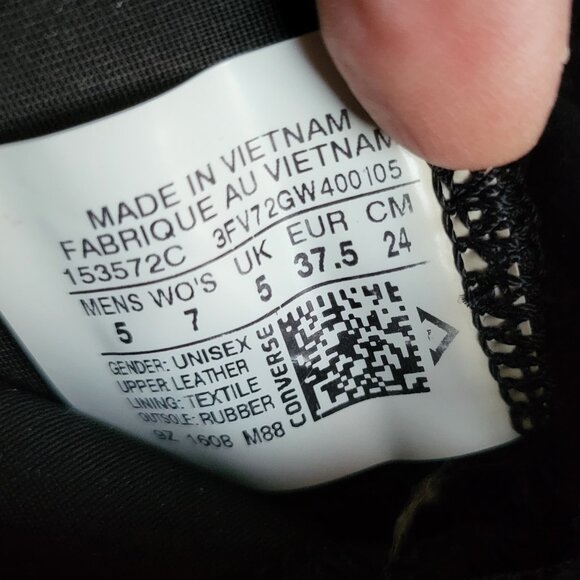 MADE IN VIETNAM
FABRIQUE AU VIETNAM
153572C 3FV72GW400105
MENS WO'S UK EUR CM
5 7 5 37.5 24
GENDER: UNISEX
UPPER: LEATHER
LINING: TEXTILE
OUTSOLE: RUBBER
9Z 1608 M88
CONVERSE